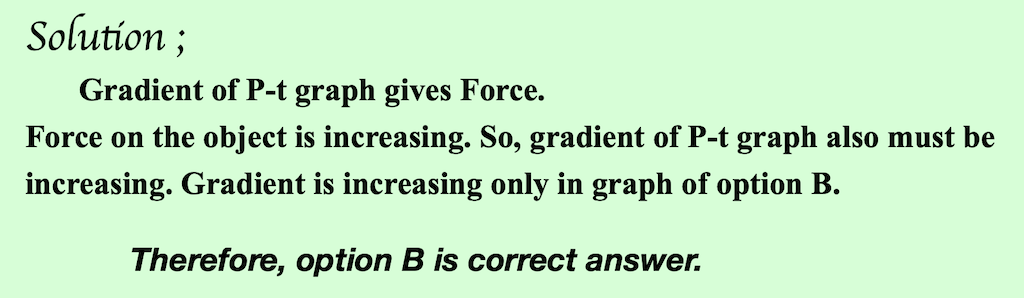 Solution ;
Gradient of P-t graph gives Force.
Force on the object is increasing. So, gradient of P-t graph also must be
increasing. Gradient is increasing only in graph of option B.
Therefore, option B is correct answer.